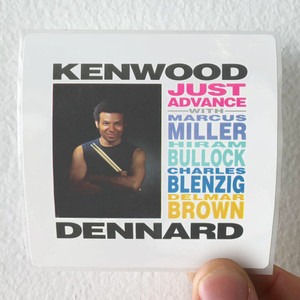 KENWOOD
JUST
ADVANCE
WITH
MARCUS
MILLER
HIRAM
BULLOCK
CHARLES
BLENZIG
DELMAR
BROWN
DENNARD